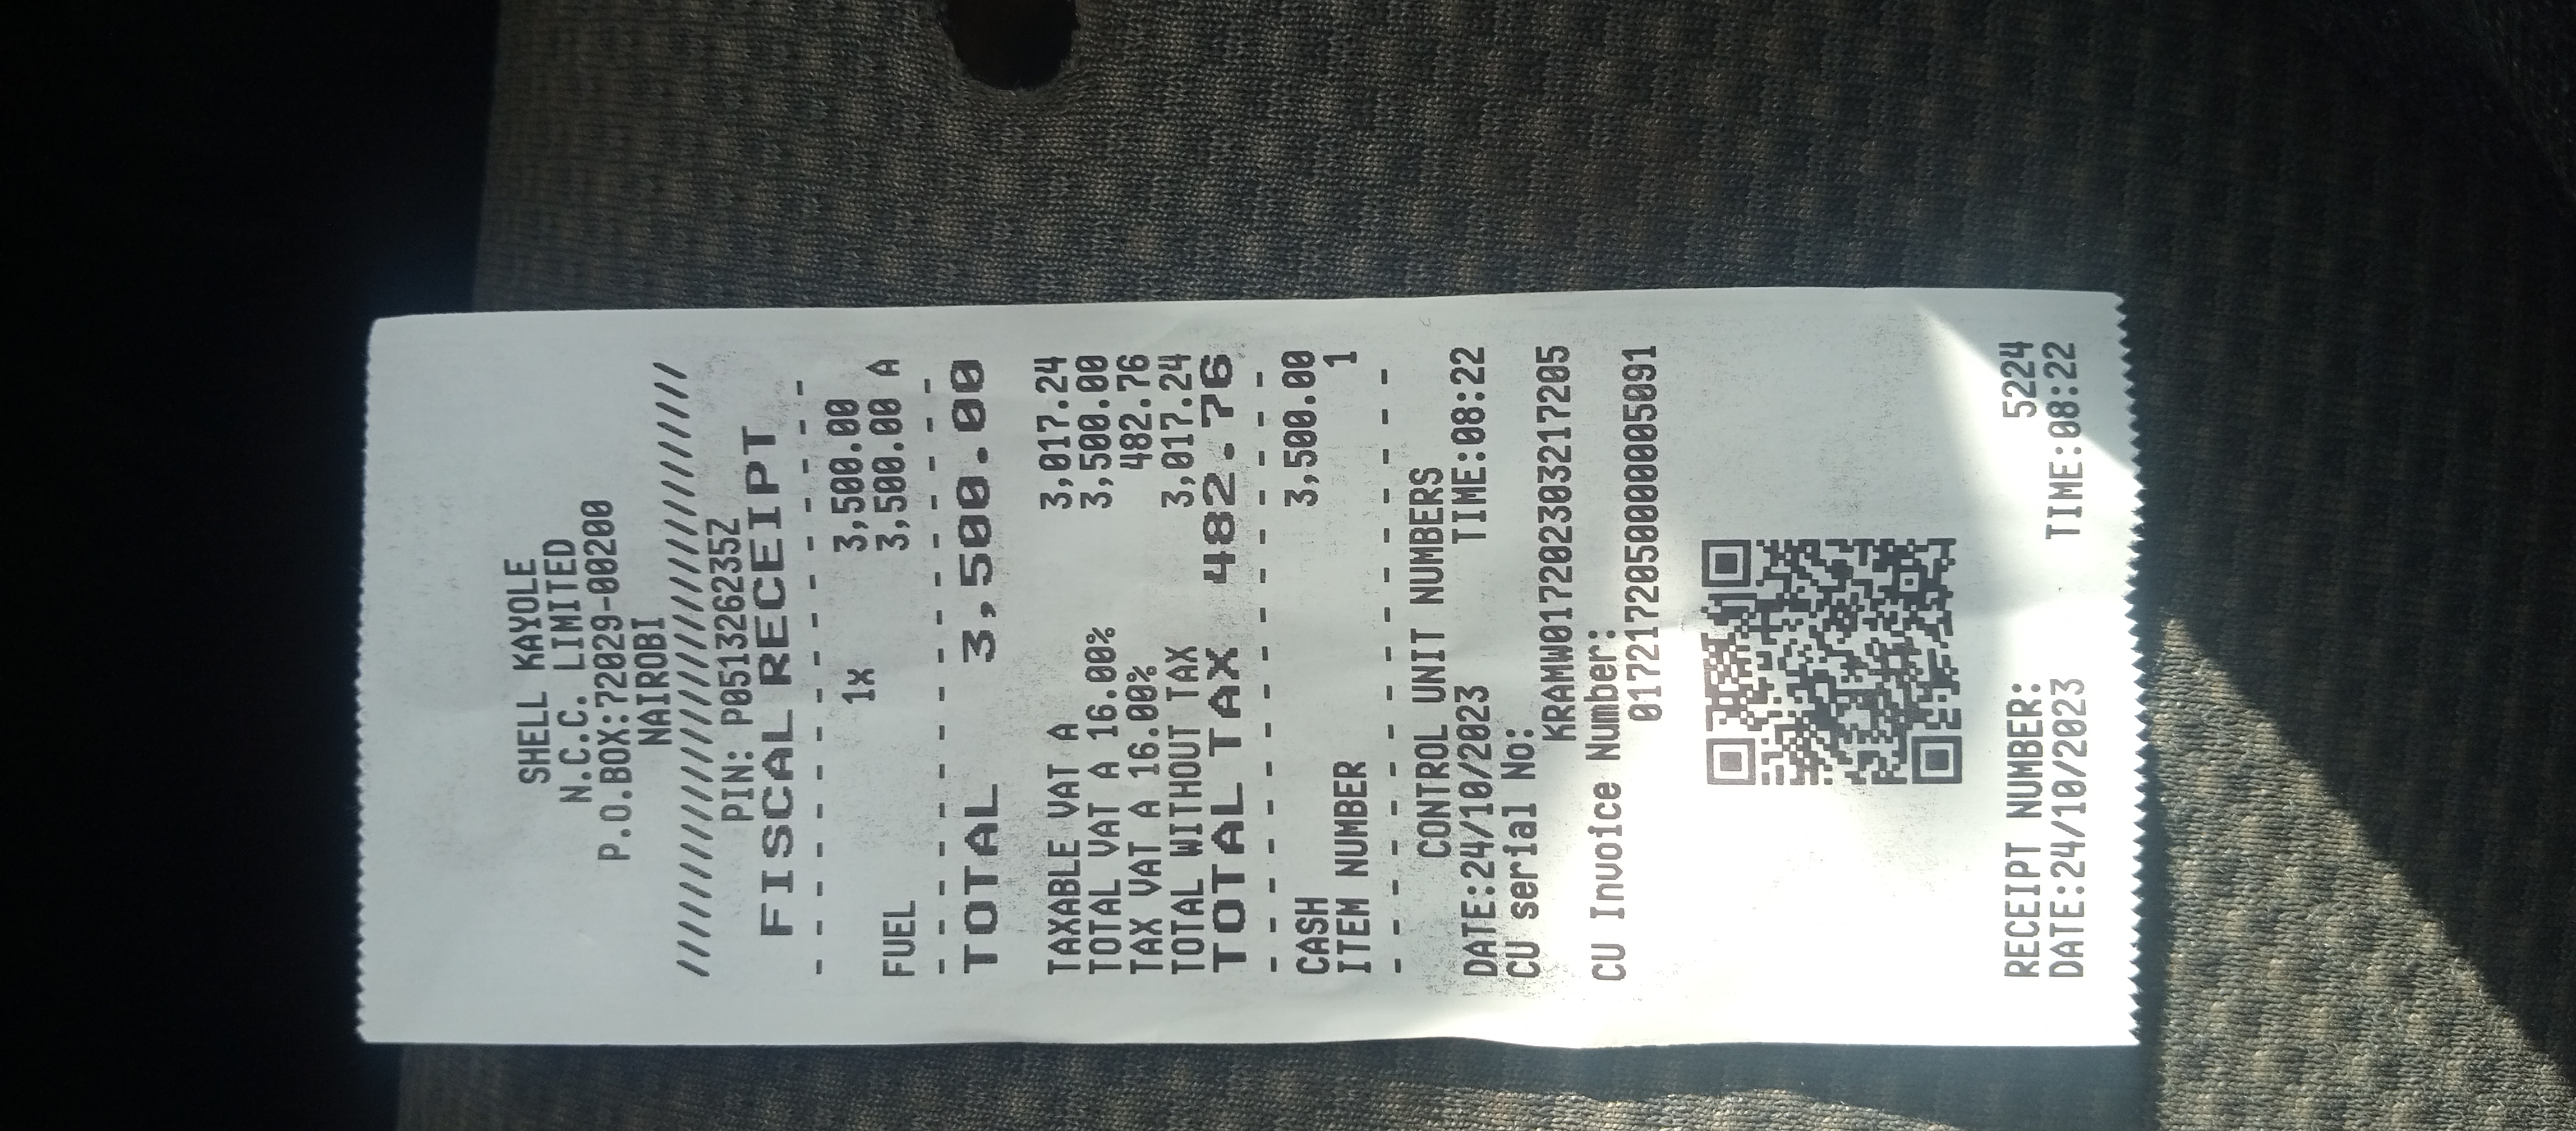 SHELL KAYOLE
N.C.C. LIMITED
P.O.BOX:72029-00200
NAIROBI
//////////////////////////////////
PIN: P051326235Z
FISCAL RECEIPT
- - - - - - - - - - - - - - - - -
1x 3,500.00
FUEL 3,500.00 A
- - - - - - - - - - - - - - - - -
TOTAL 3,500.00
TAXABLE VAT A 3,017.24
TOTAL VAT A 16.00% 3,500.00
TAX VAT A 16.00% 482.76
TOTAL WITHOUT TAX 3,017.24
TOTAL TAX 482.76
- - - - - - - - - - - - - - - - -
CASH 3,500.00
ITEM NUMBER 1
- - - - - - - - - - - - - - - - -
CONTROL UNIT NUMBERS
DATE:24/10/2023 TIME:08:22
CU serial No:
KRAMW017202303217205
CU Invoice Number:
0172172050000005091
RECEIPT NUMBER: 5224
DATE:24/10/2023 TIME:08:22